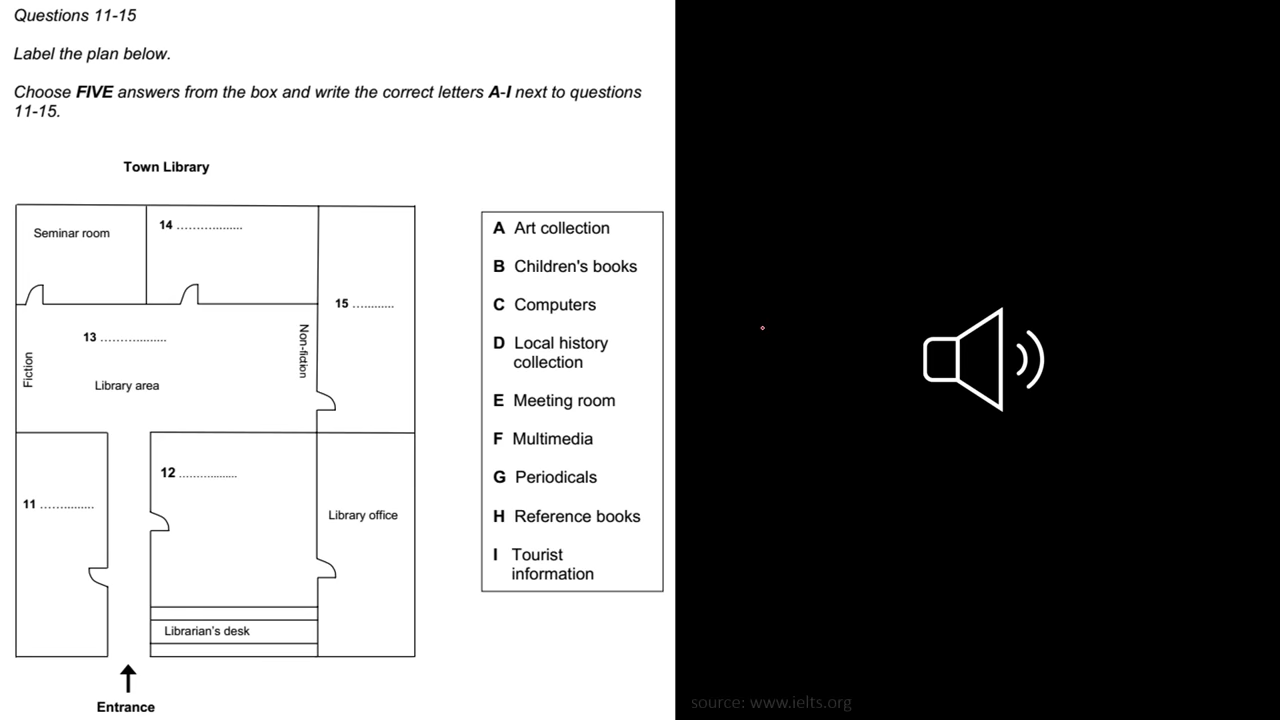 Questions 11-15
Label the plan below.
Choose FIVE answers from the box and write the correct letters A-I next to questions
11-15.
Town Library
Seminar room
14 ....................
15 ............
13 ....................
Fiction
Non-fiction
Library area
12 ..................
11 ................
Library office
Librarian's desk
Entrance
A Art collection
B Children's books
C Computers
D Local history
collection
E Meeting room
F Multimedia
G Periodicals
H Reference books
I Tourist
information
source: www.ielts.org